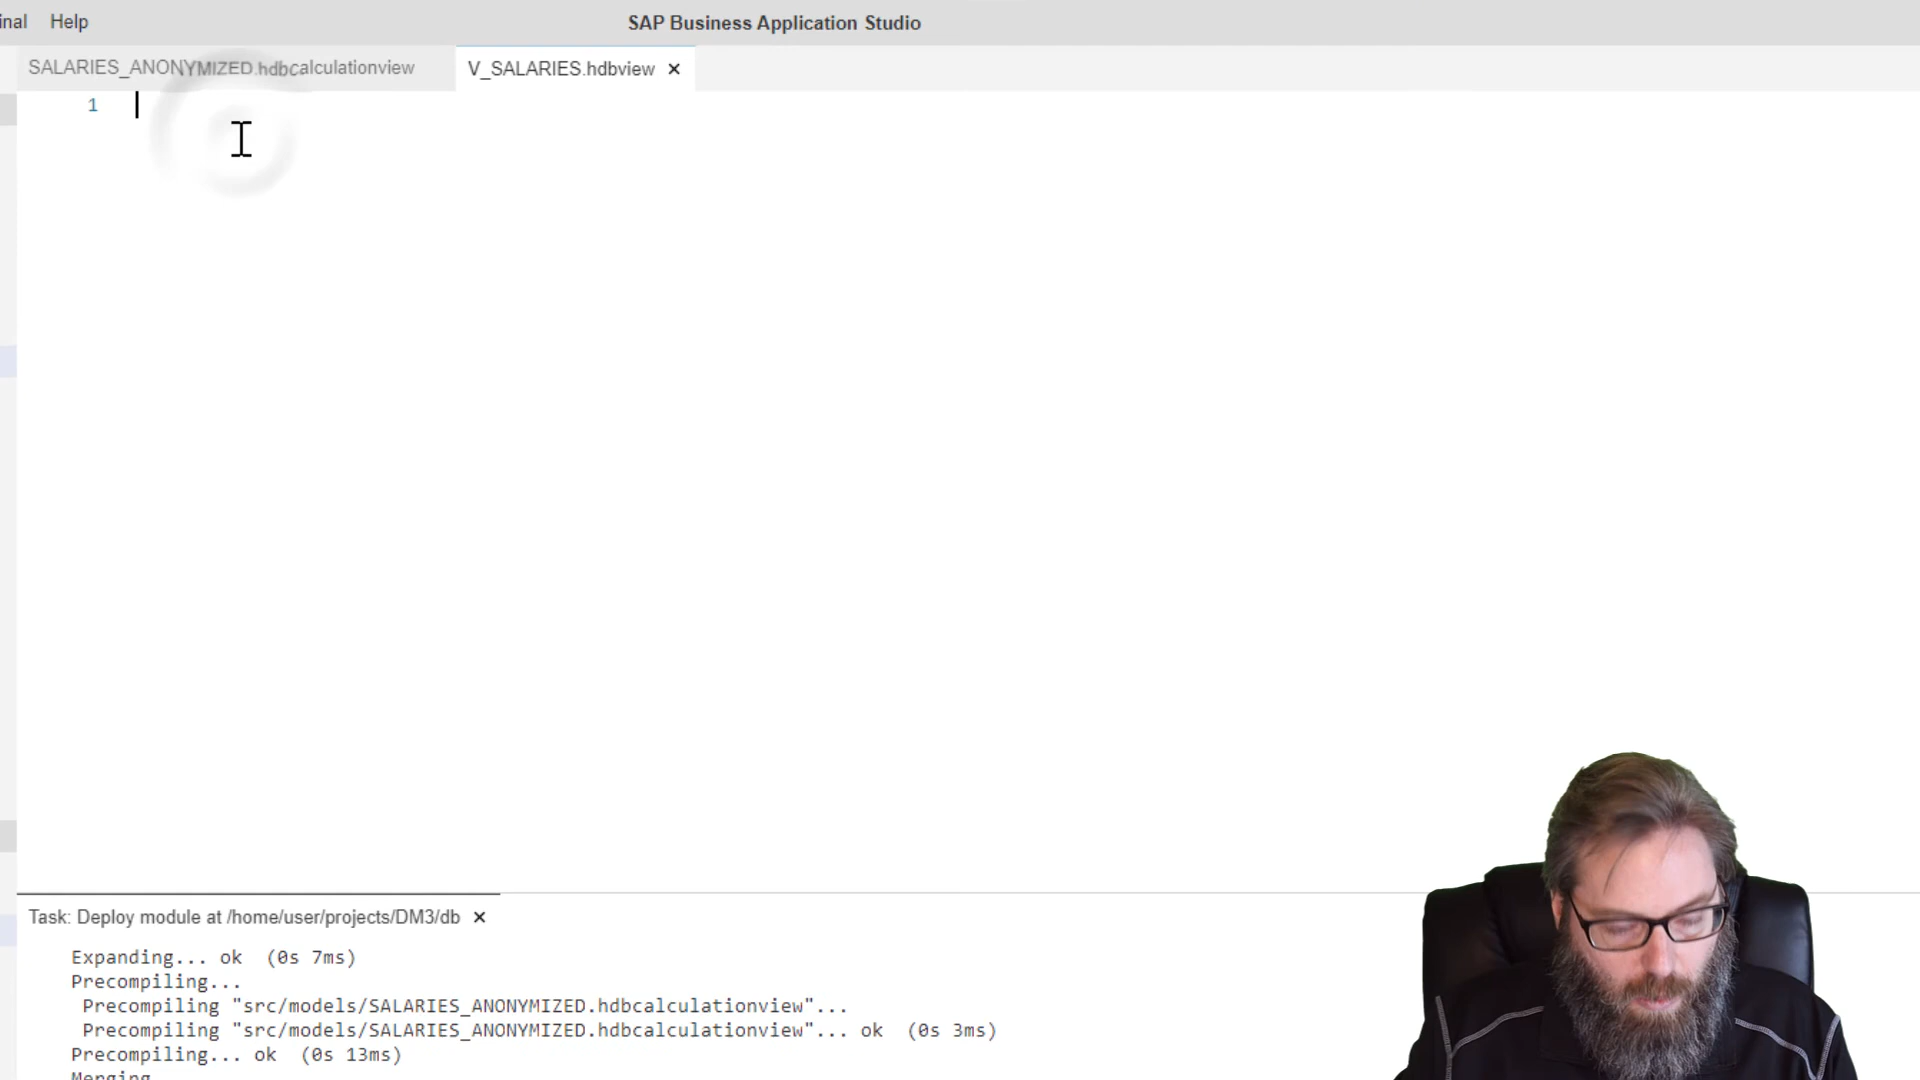 inal Help SAP Business Application Studio
SALARIES_ANONYMIZED.hdbcalculationview V_SALARIES.hdbview ×
1
Task: Deploy module at /home/user/projects/DM3/db ×
Expanding... ok (0s 7ms)
Precompiling...
Precompiling "src/models/SALARIES_ANONYMIZED.hdbcalculationview"...
Precompiling "src/models/SALARIES_ANONYMIZED.hdbcalculationview"... ok (0s 3ms)
Precompiling... ok (0s 13ms)
Merging